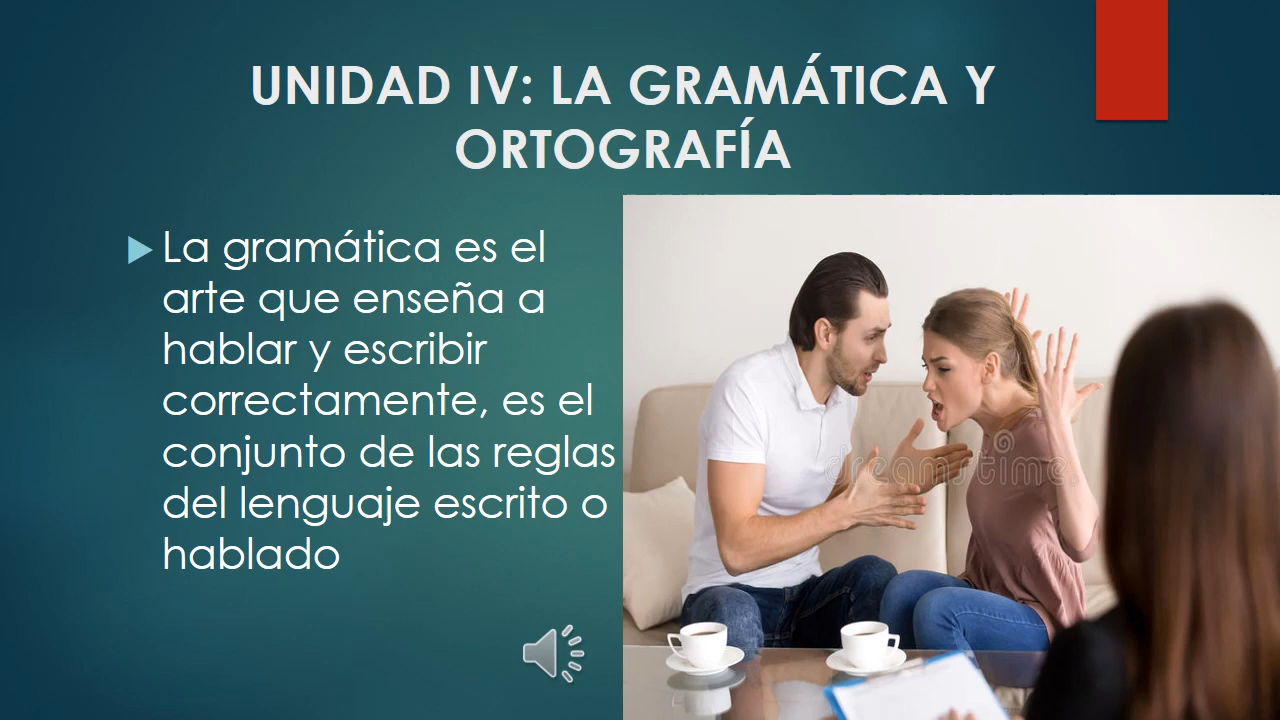 UNIDAD IV: LA GRAMÁTICA Y
ORTOGRAFÍA
La gramática es el
arte que enseña a
hablar y escribir
correctamente, es el
conjunto de las reglas
del lenguaje escrito o
hablado
dreamstime